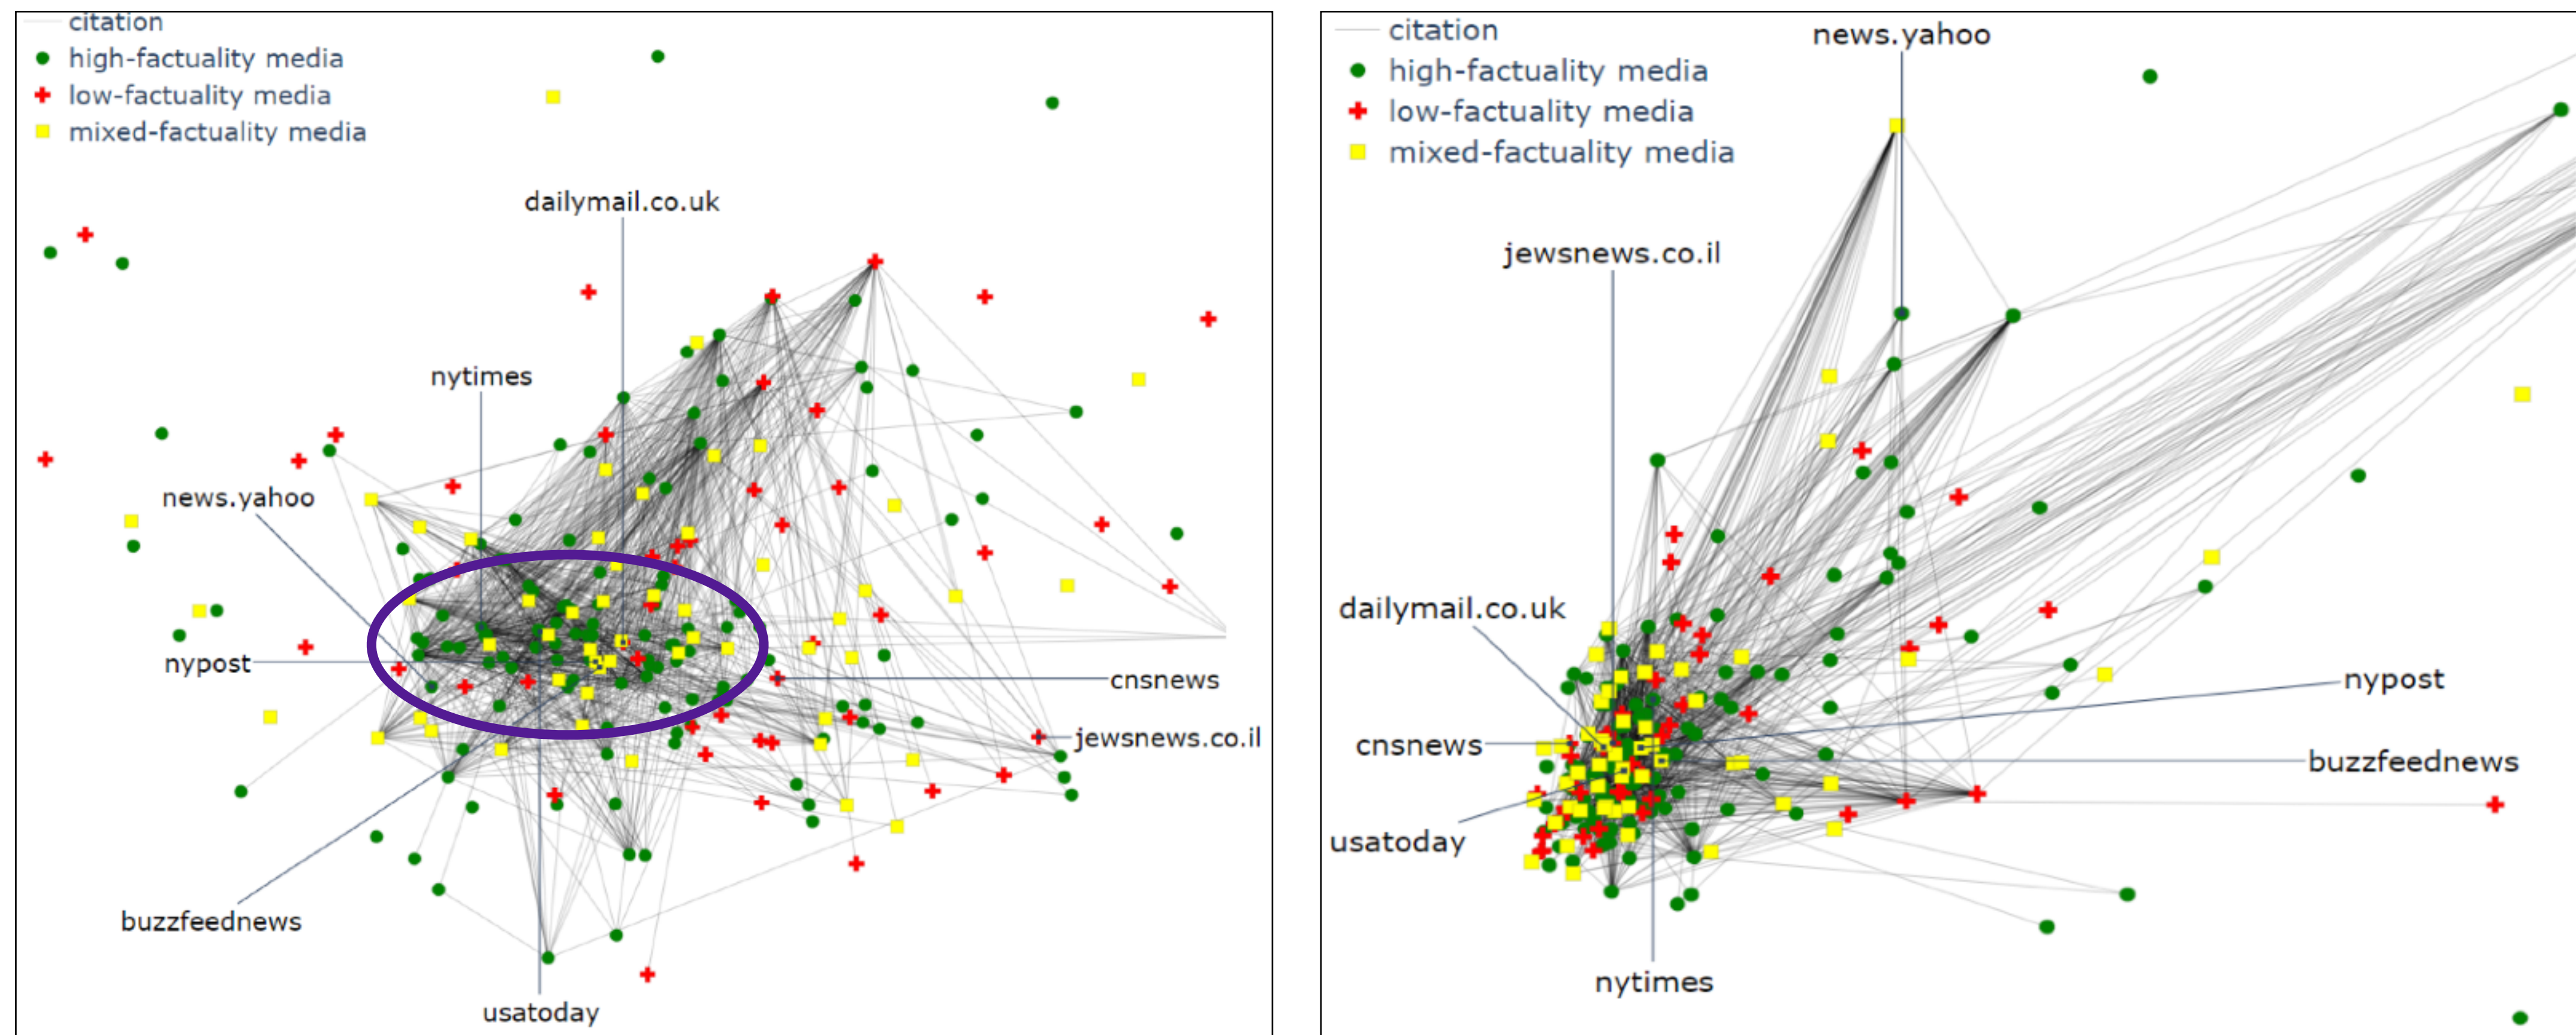 citation
high-factuality media
low-factuality media
mixed-factuality media
dailymail.co.uk
nytimes
news.yahoo
nypost
cnsnews
jewsnews.co.il
buzzfeednews
usatoday
citation
high-factuality media
low-factuality media
mixed-factuality media
news.yahoo
jewsnews.co.il
dailymail.co.uk
nypost
cnsnews
buzzfeednews
usatoday
nytimes